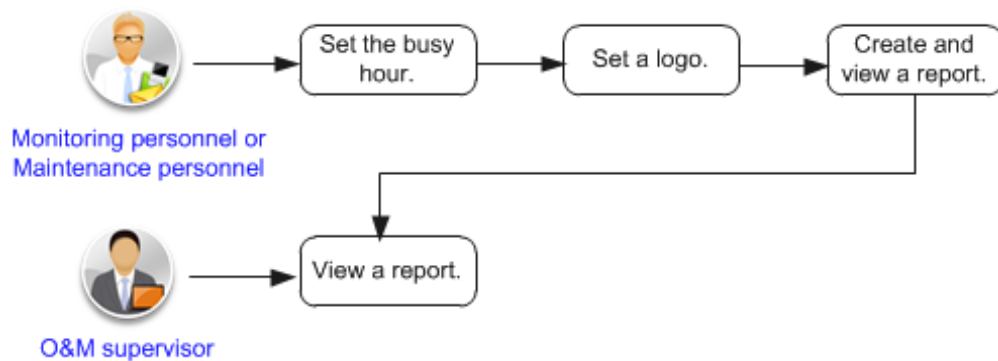 Set the busy
hour.
Set a logo.
Create and
view a report.
Monitoring personnel or
Maintenance personnel
View a report.
O&M supervisor